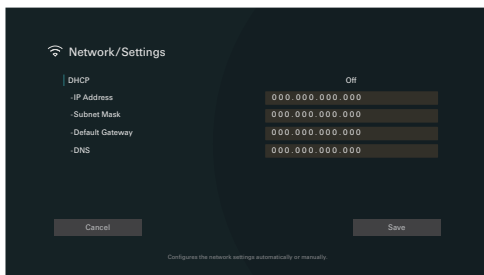 Network/Settings
DHCP Off
-IP Address 000.000.000.000
-Subnet Mask 000.000.000.000
-Default Gateway 000.000.000.000
-DNS 000.000.000.000
Cancel Save
Configures the network settings automatically or manually.